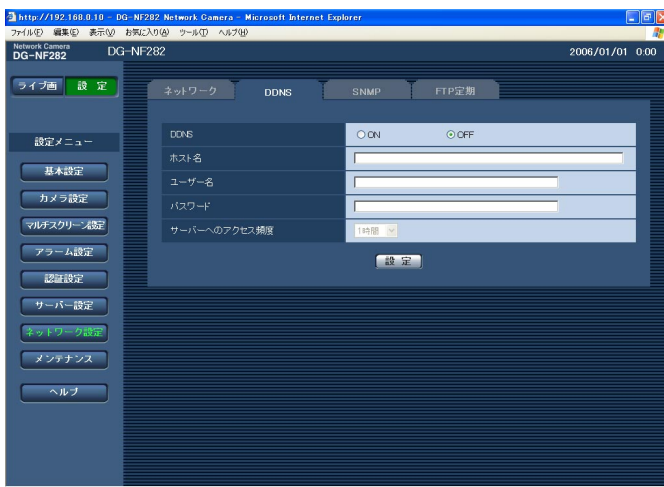 http://192.168.0.10 - DG-NF282 Network Camera - Microsoft Internet Explorer
ファイル(F) 編集(E) 表示(V) お気に入り(A) ツール(T) ヘルプ(H)
Network Camera
DG-NF282
DG-NF282
2006/01/01 0:00
ライブ画 設 定
ネットワーク DDNS SNMP FTP定期
設定メニュー
基本設定
カメラ設定
マルチスクリーン設定
アラーム設定
認証設定
サーバー設定
ネットワーク設定
メンテナンス
ヘルプ
DDNS ON OFF
ホスト名
ユーザー名
パスワード
サーバーへのアクセス頻度 1時間
設 定